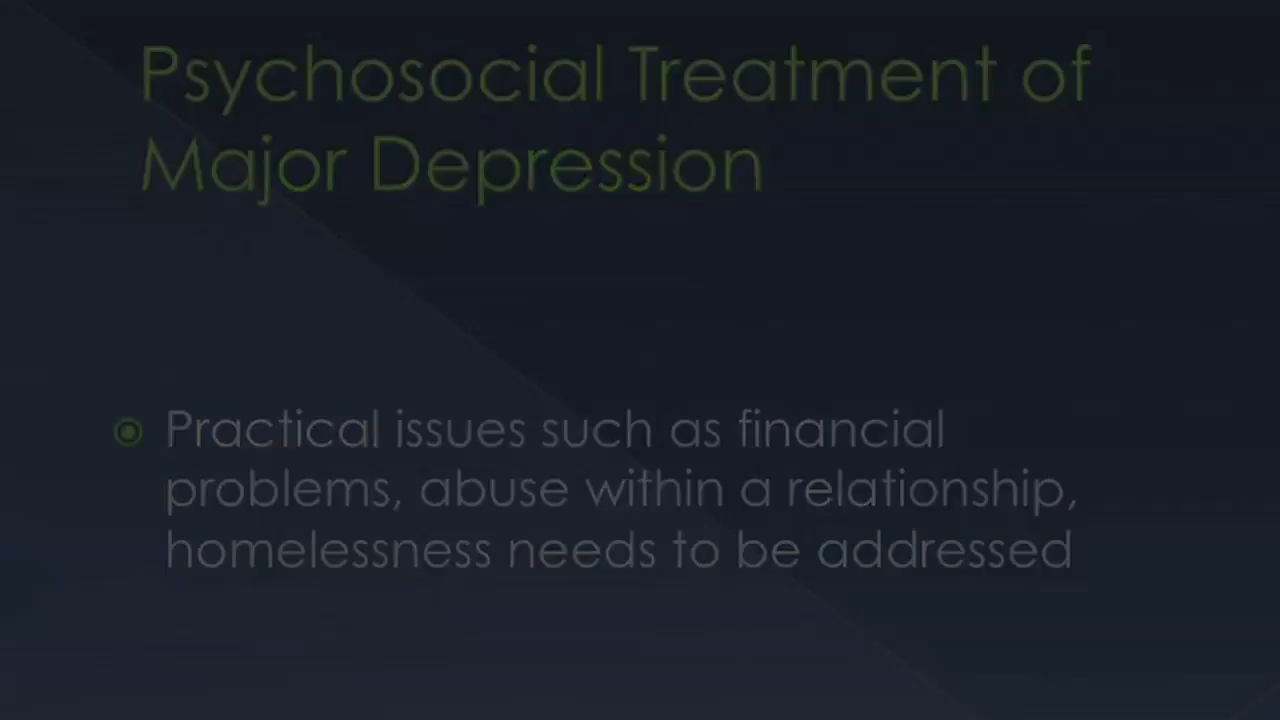 Psychosocial Treatment of
Major Depression
Practical issues such as financial
problems, abuse within a relationship,
homelessness needs to be addressed